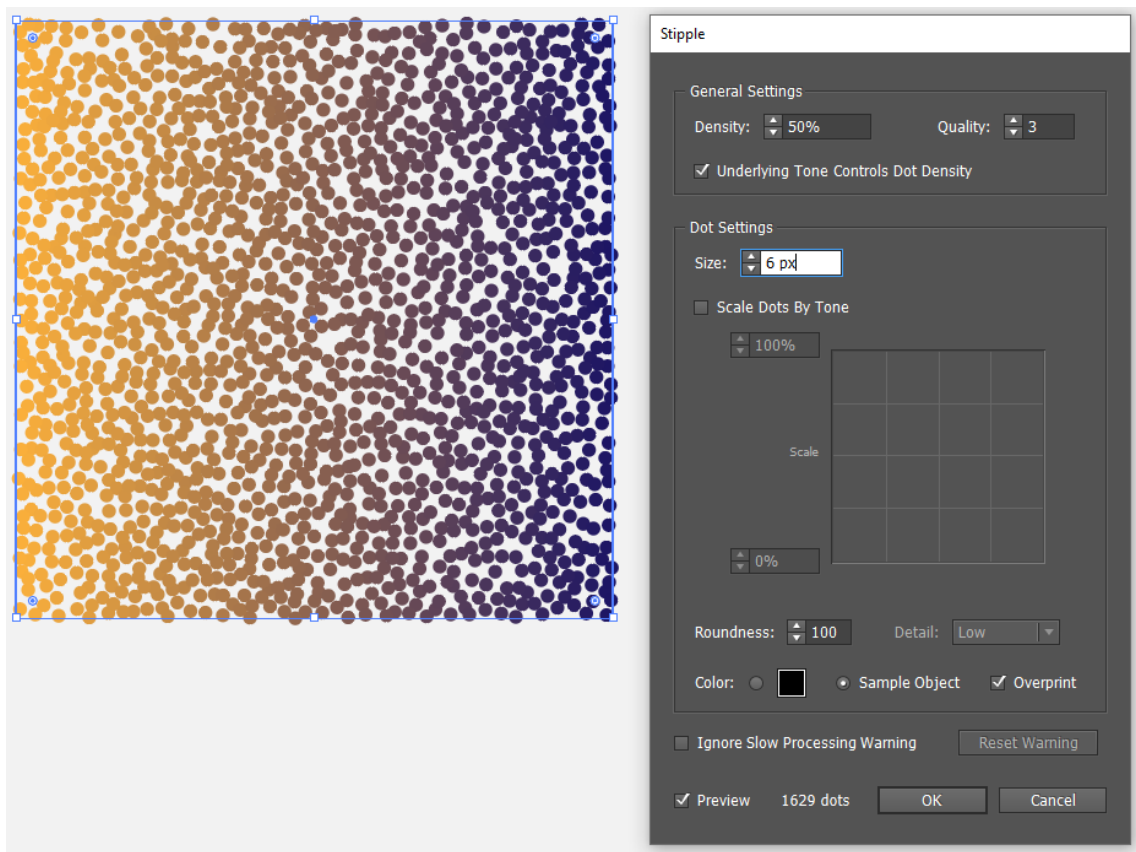 Stipple
General Settings
Density: 50% Quality: 3
Underlying Tone Controls Dot Density
Dot Settings
Size: 6 px
Scale Dots By Tone
100%
Scale
0%
Roundness: 100 Detail: Low
Color: Sample Object Overprint
Ignore Slow Processing Warning Reset Warning
Preview 1629 dots OK Cancel